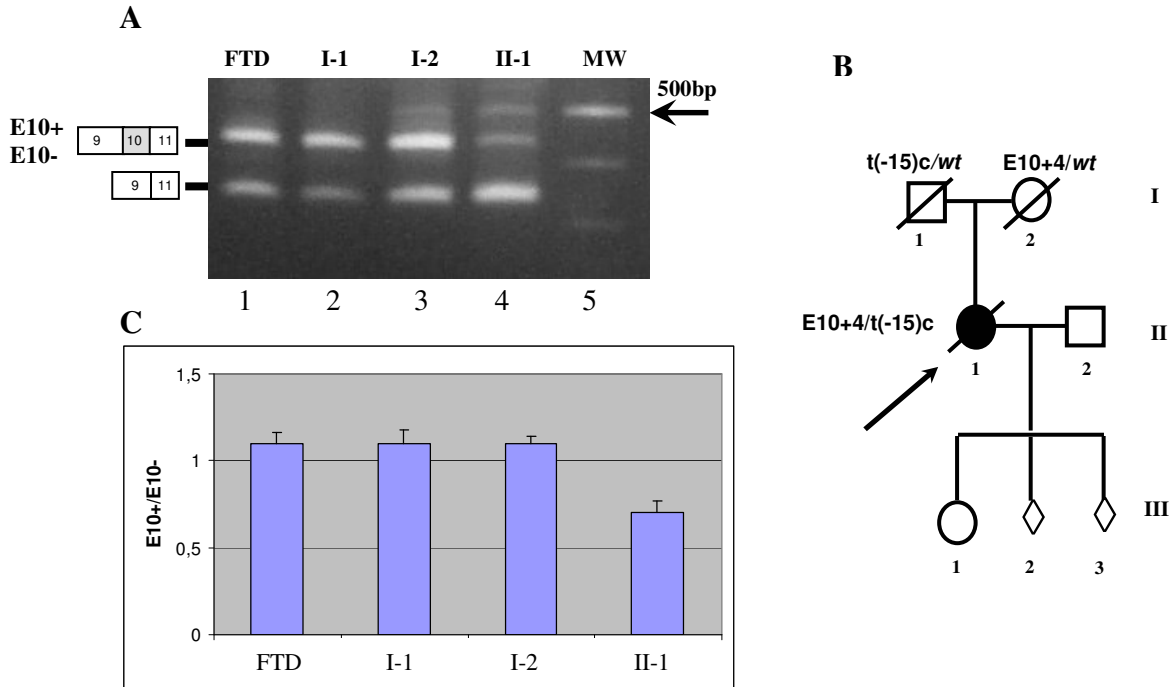 A
FTD I-1 I-2 II-1 MW
500bp
E10+
E10-
9 10 11
9 11
1 2 3 4 5
B
t(-15)c/wt E10+4/wt
I
1 2
E10+4/t(-15)c
II
1 2
III
1 2 3
C
1,5
1
0,5
0
E10+/E10-
FTD I-1 I-2 II-1